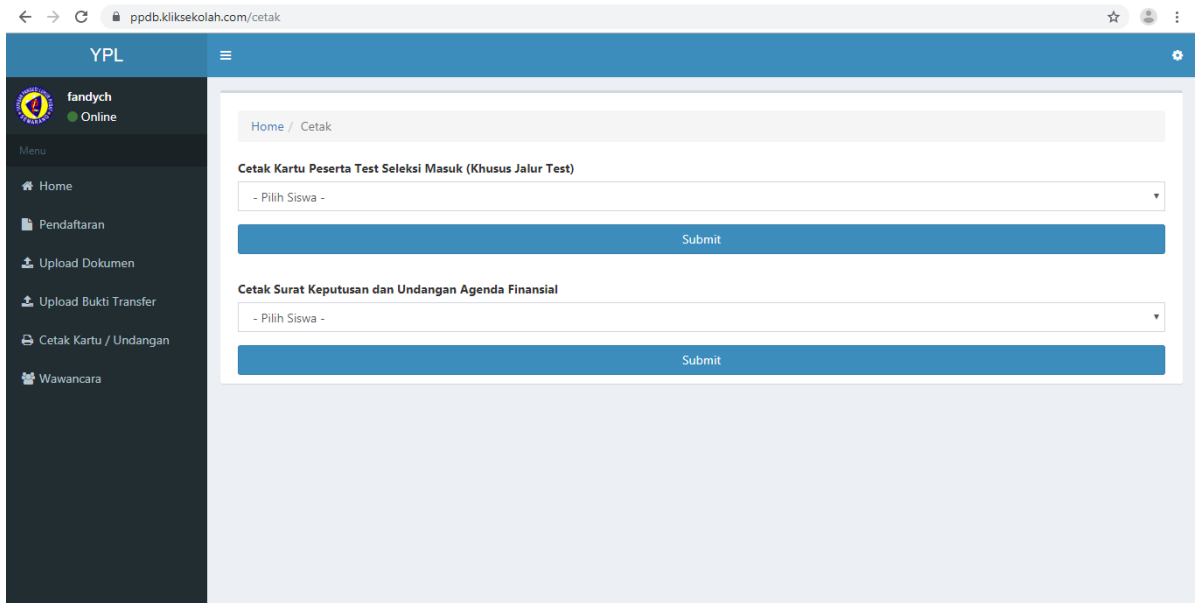 ppdb.kliksekolah.com/cetak
YPL
fandych
Online
Menu
Home
Pendaftaran
Upload Dokumen
Upload Bukti Transfer
Cetak Kartu / Undangan
Wawancara
Home / Cetak
Cetak Kartu Peserta Test Seleksi Masuk (Khusus Jalur Test)
- Pilih Siswa -
Submit
Cetak Surat Keputusan dan Undangan Agenda Finansial
- Pilih Siswa -
Submit